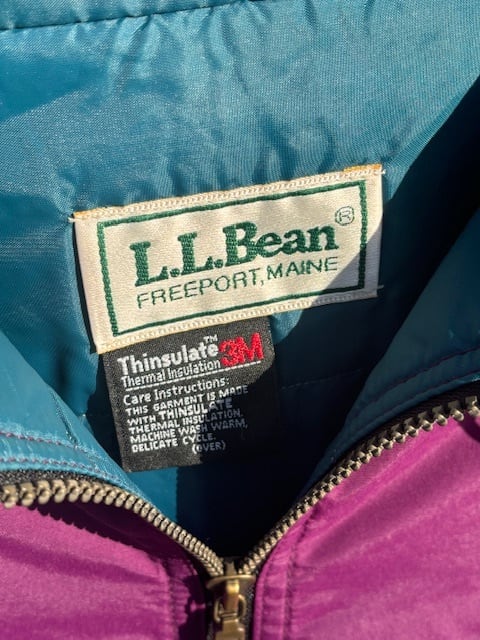 L.L.Bean®
FREEPORT, MAINE
Thinsulate™ 3M
Thermal Insulation
Care Instructions:
THIS GARMENT IS MADE
WITH THINSULATE
THERMAL INSULATION.
MACHINE WASH WARM,
DELICATE CYCLE.
(OVER)